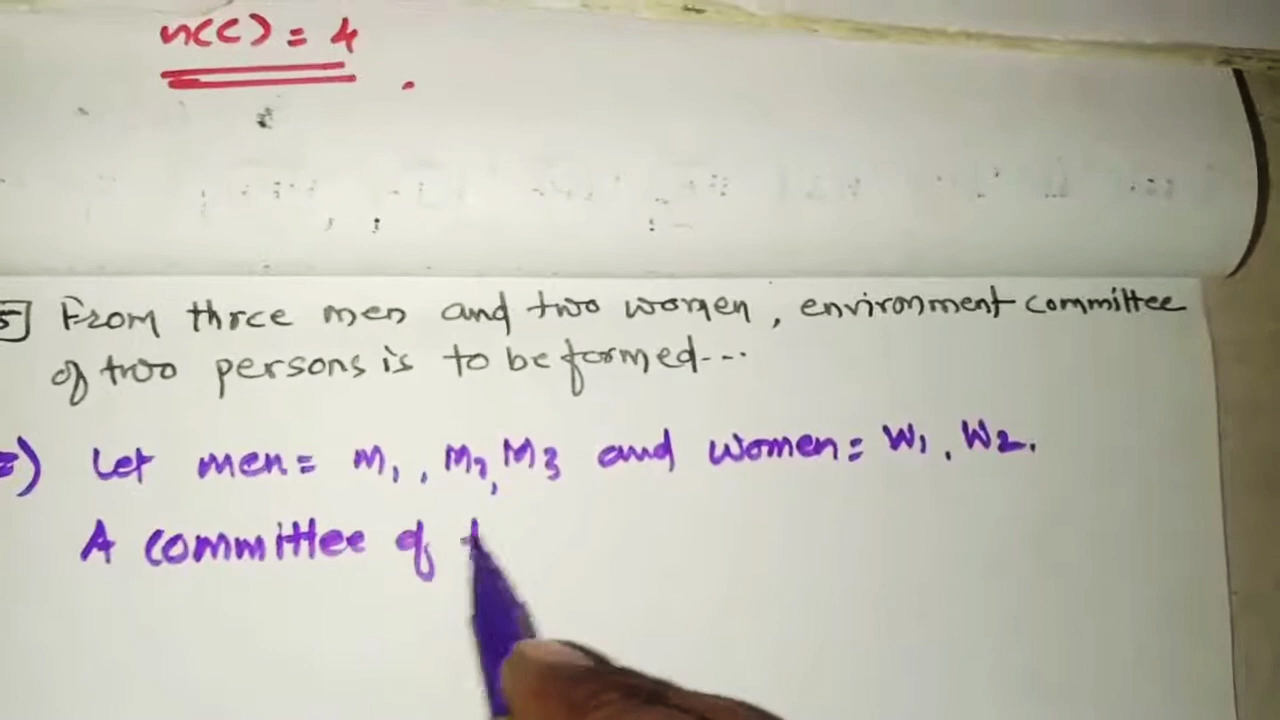 n(C) = 4
5] From three men and two women, environment committee
of two persons is to be formed...
) Let men = M1, M2, M3 and women = W1, W2.
A committee of t